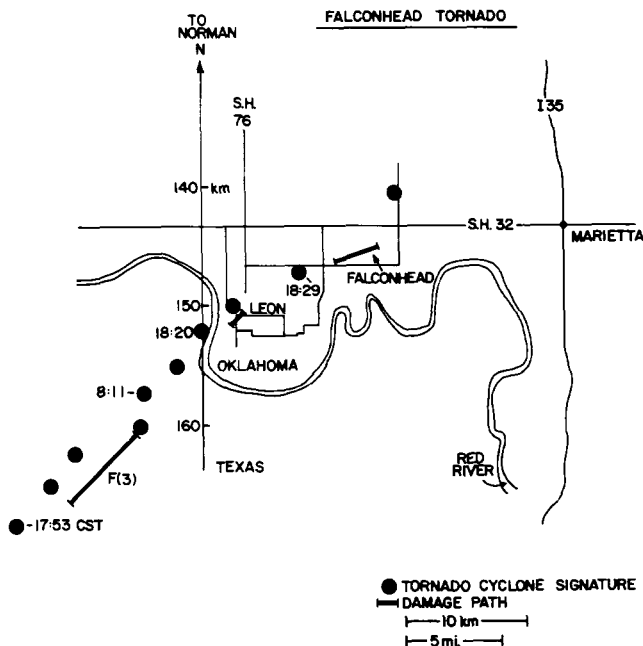 FALCONHEAD TORNADO
TO
NORMAN
N
S.H.
76
I35
140 km
S.H. 32
MARIETTA
FALCONHEAD
18:29
150
LEON
18:20
OKLAHOMA
8:11
160
F(3)
TEXAS
RED
RIVER
17:53 CST
TORNADO CYCLONE SIGNATURE
DAMAGE PATH
10 km
5 mi.